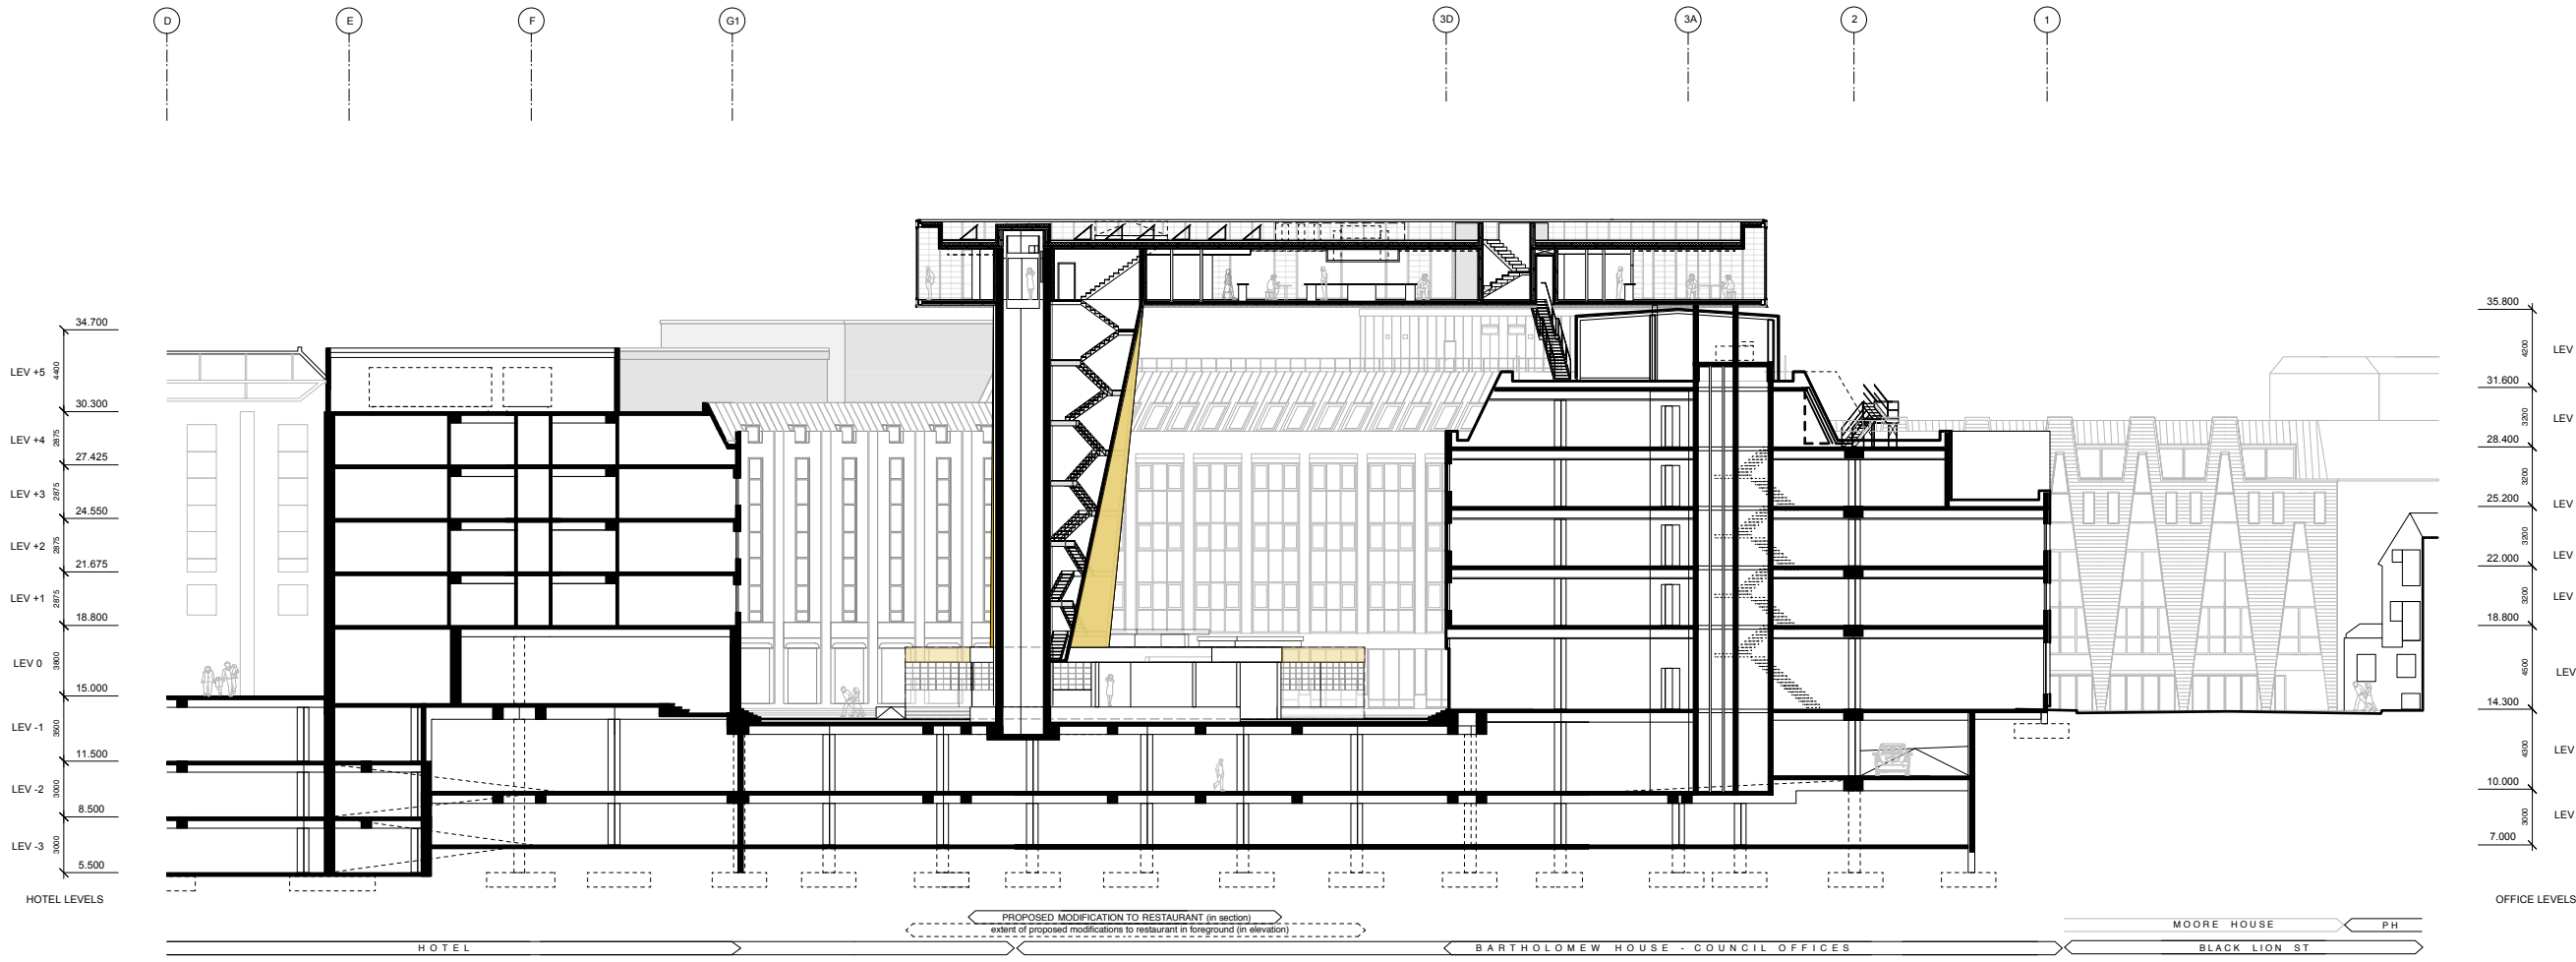 D E F G1 3D 3A 2 1
35.800
34.700
4200
LEV
LEV +5
4400
31.600
30.300
3200
LEV
LEV +4
2875
28.400
27.425
3200
LEV
LEV +3
2875
25.200
24.550
3200
LEV
LEV +2
2875
22.000
21.675
3200
LEV
LEV +1
2875
18.800
18.800
4500
LEV
LEV 0
3800
15.000
14.300
LEV -1
3500
4300
LEV
11.500
10.000
LEV -2
3000
3000
LEV
8.500
7.000
LEV -3
3000
5.500
HOTEL LEVELS
OFFICE LEVELS
PROPOSED MODIFICATION TO RESTAURANT (in section)
extent of proposed modifications to restaurant in foreground (in elevation)
MOORE HOUSE
PH
HOTEL
BARTHOLOMEW HOUSE - COUNCIL OFFICES
BLACK LION ST